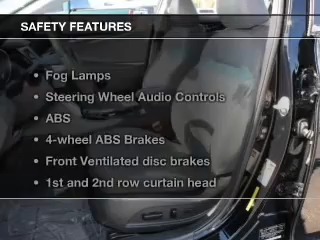 SAFETY FEATURES
• Fog Lamps
• Steering Wheel Audio Controls
• ABS
• 4-wheel ABS Brakes
• Front Ventilated disc brakes
• 1st and 2nd row curtain head